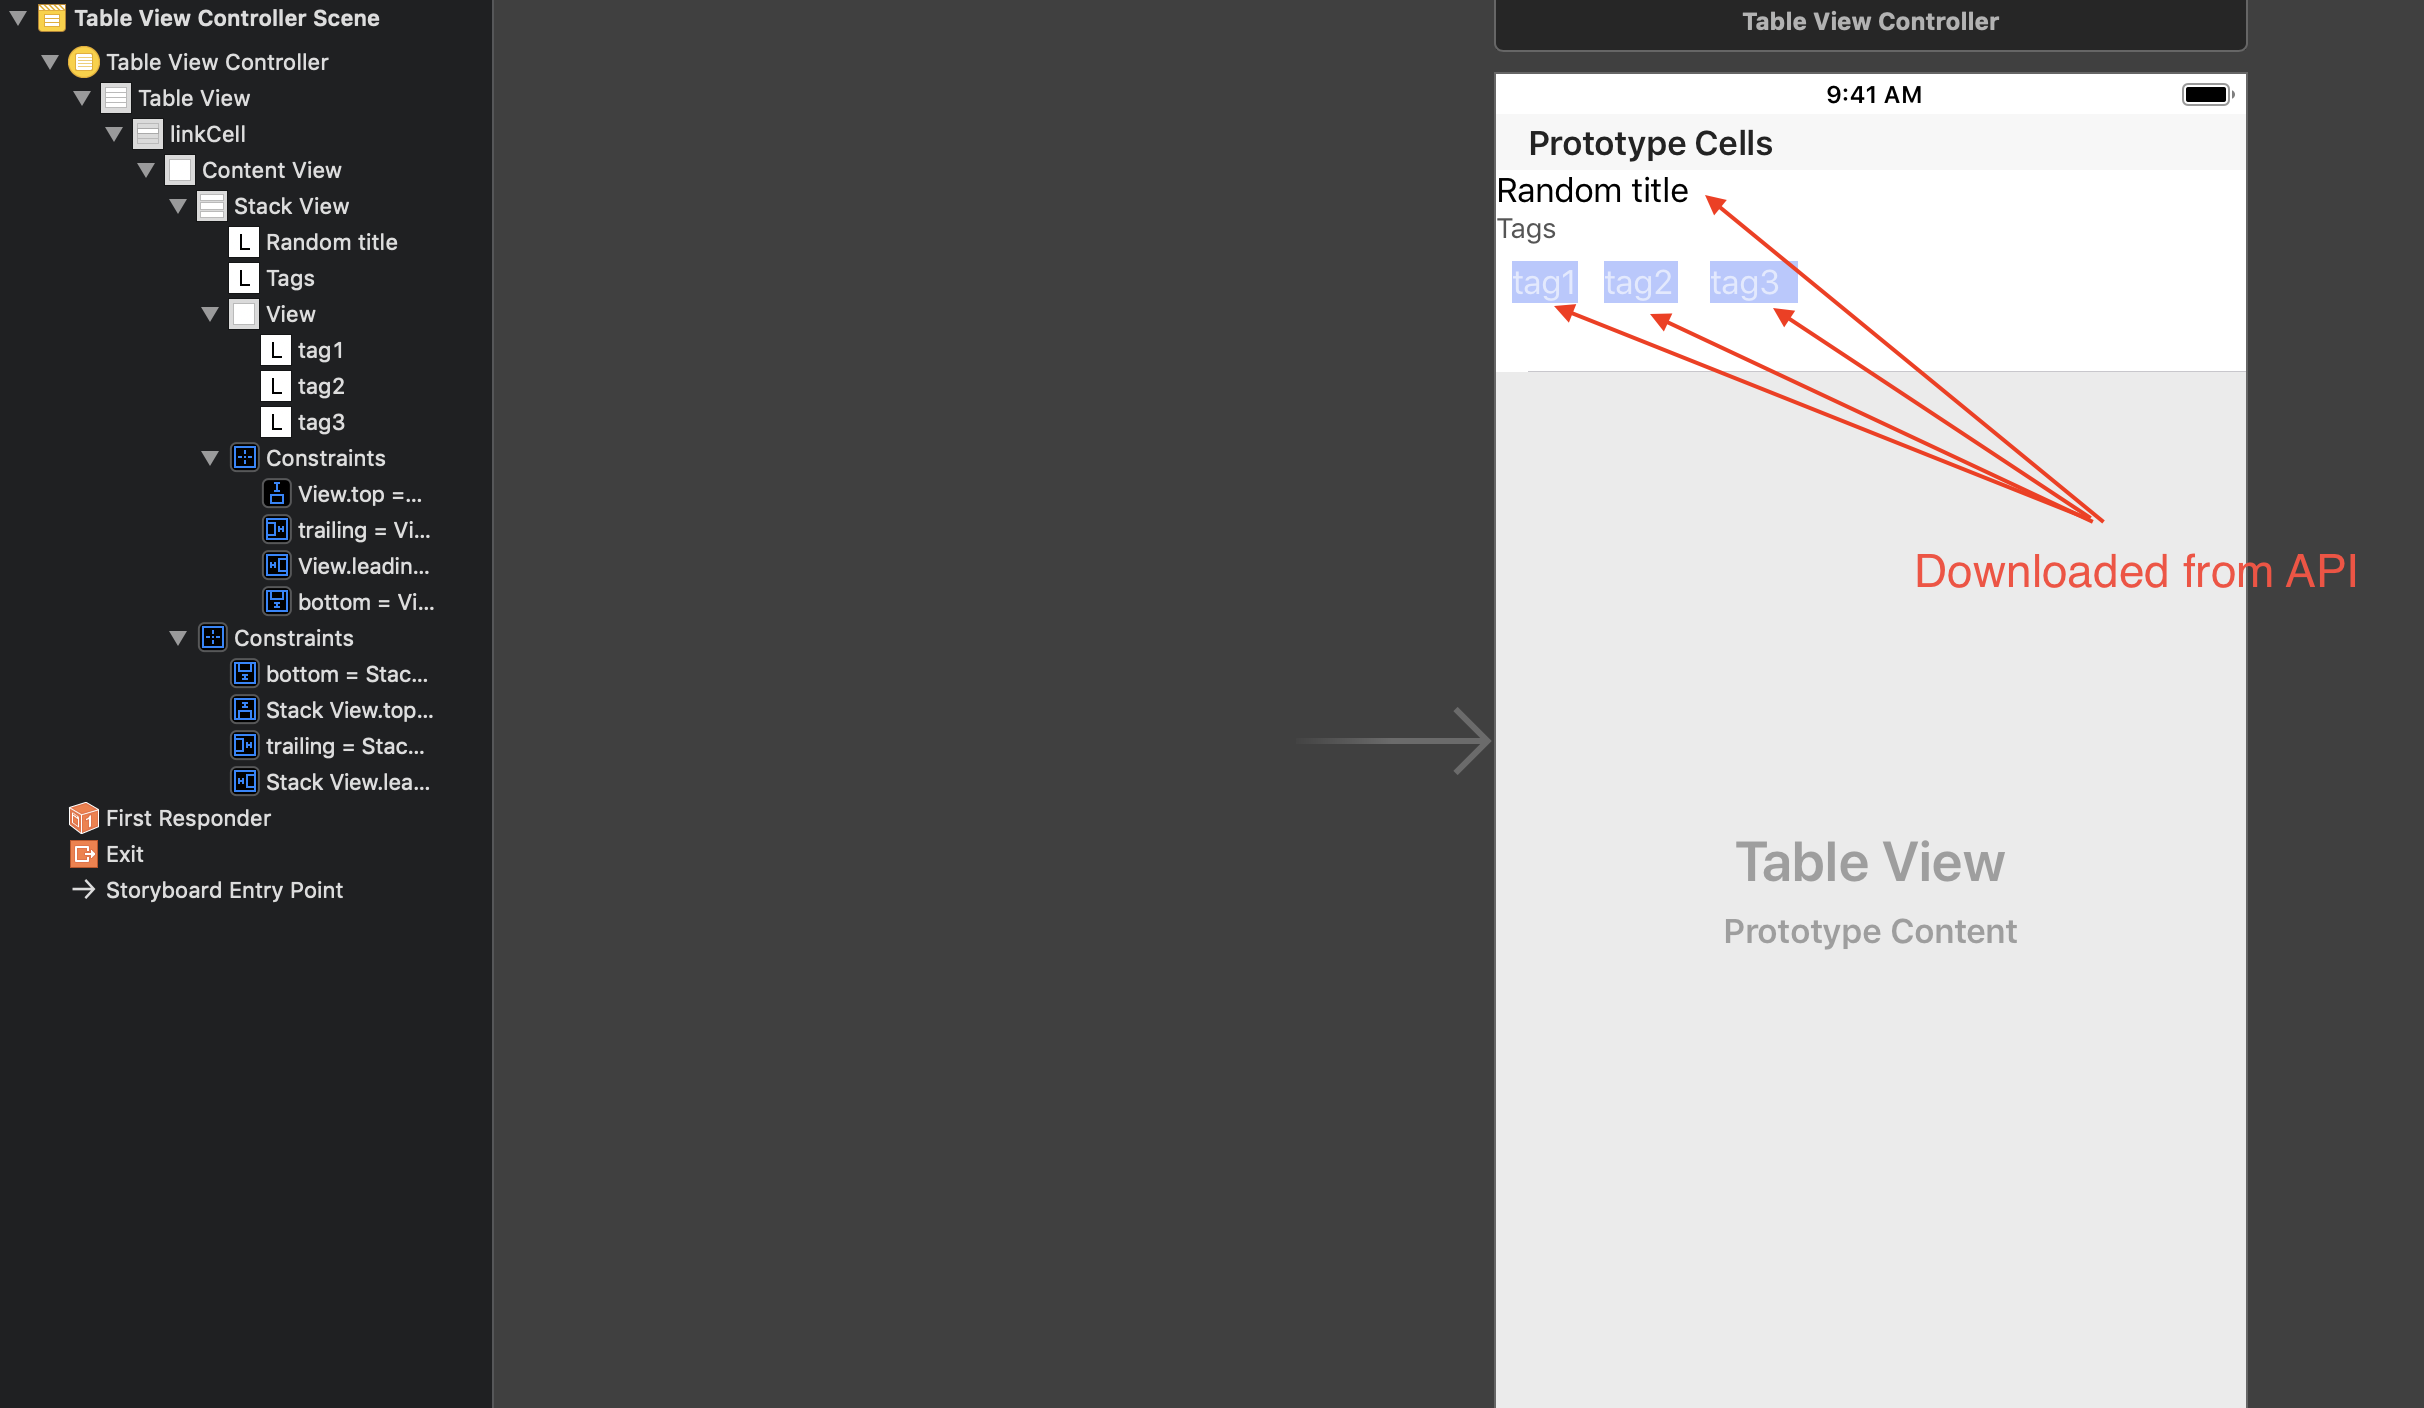 Table View Controller Scene
Table View Controller
Table View
linkCell
Content View
Stack View
L Random title
L Tags
View
L tag1
L tag2
L tag3
Constraints
View.top =...
trailing = Vi...
View.leadin...
bottom = Vi...
Constraints
bottom = Stac...
Stack View.top...
trailing = Stac...
Stack View.lea...
1 First Responder
Exit
Storyboard Entry Point
Table View Controller
9:41 AM
Prototype Cells
Random title
Tags
tag1 tag2 tag3
Downloaded from API
Table View
Prototype Content